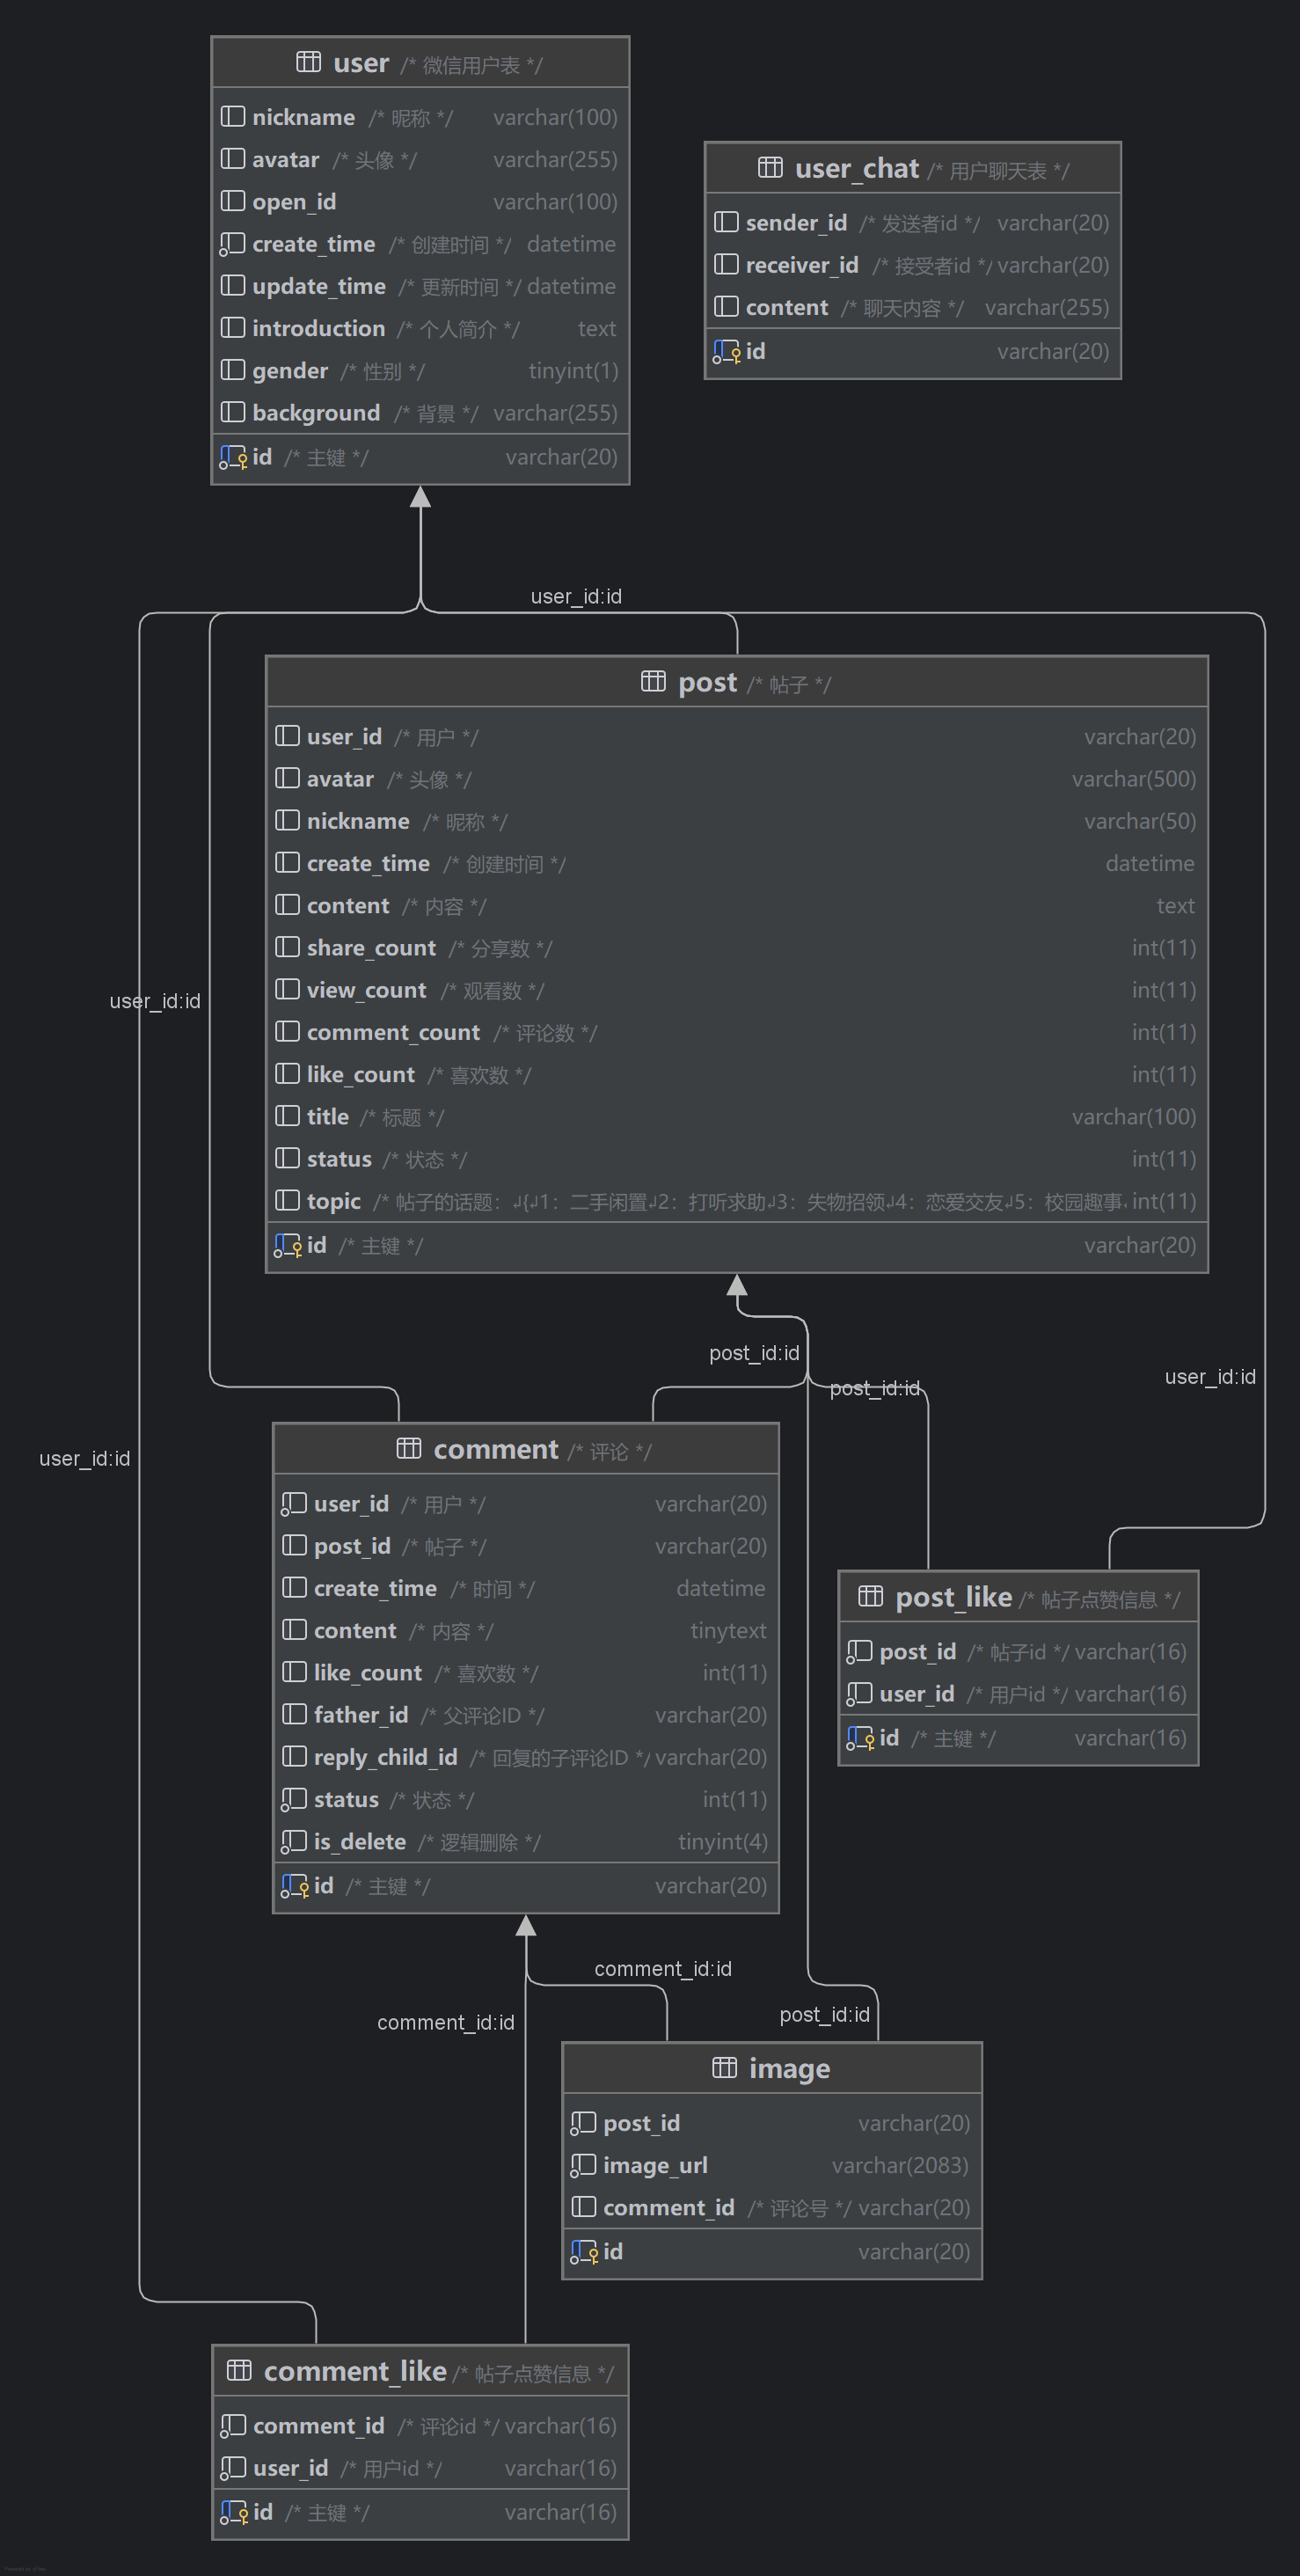 user /* 微信用户表 */
nickname /* 昵称 */ varchar(100)
avatar /* 头像 */ varchar(255)
open_id varchar(100)
create_time /* 创建时间 */ datetime
update_time /* 更新时间 */ datetime
introduction /* 个人简介 */ text
gender /* 性别 */ tinyint(1)
background /* 背景 */ varchar(255)
id /* 主键 */ varchar(20)
user_chat /* 用户聊天表 */
sender_id /* 发送者id */ varchar(20)
receiver_id /* 接受者id */ varchar(20)
content /* 聊天内容 */ varchar(255)
id varchar(20)
user_id:id
post /* 帖子 */
user_id /* 用户 */ varchar(20)
avatar /* 头像 */ varchar(500)
nickname /* 昵称 */ varchar(50)
create_time /* 创建时间 */ datetime
content /* 内容 */ text
share_count /* 分享数 */ int(11)
view_count /* 观看数 */ int(11)
comment_count /* 评论数 */ int(11)
like_count /* 喜欢数 */ int(11)
title /* 标题 */ varchar(100)
status /* 状态 */ int(11)
topic /* 帖子的话题：↲{↲1：二手闲置↲2：打听求助↲3：失物招领↲4：恋爱交友↲5：校园趣事 int(11)
id /* 主键 */ varchar(20)
user_id:id
post_id:id
post_id:id
user_id:id
user_id:id
comment /* 评论 */
user_id /* 用户 */ varchar(20)
post_id /* 帖子 */ varchar(20)
create_time /* 时间 */ datetime
content /* 内容 */ tinytext
like_count /* 喜欢数 */ int(11)
father_id /* 父评论ID */ varchar(20)
reply_child_id /* 回复的子评论ID */ varchar(20)
status /* 状态 */ int(11)
is_delete /* 逻辑删除 */ tinyint(4)
id /* 主键 */ varchar(20)
post_like /* 帖子点赞信息 */
post_id /* 帖子id */ varchar(16)
user_id /* 用户id */ varchar(16)
id /* 主键 */ varchar(16)
comment_id:id
comment_id:id
post_id:id
image
post_id varchar(20)
image_url varchar(2083)
comment_id /* 评论号 */ varchar(20)
id varchar(20)
comment_like /* 帖子点赞信息 */
comment_id /* 评论id */ varchar(16)
user_id /* 用户id */ varchar(16)
id /* 主键 */ varchar(16)